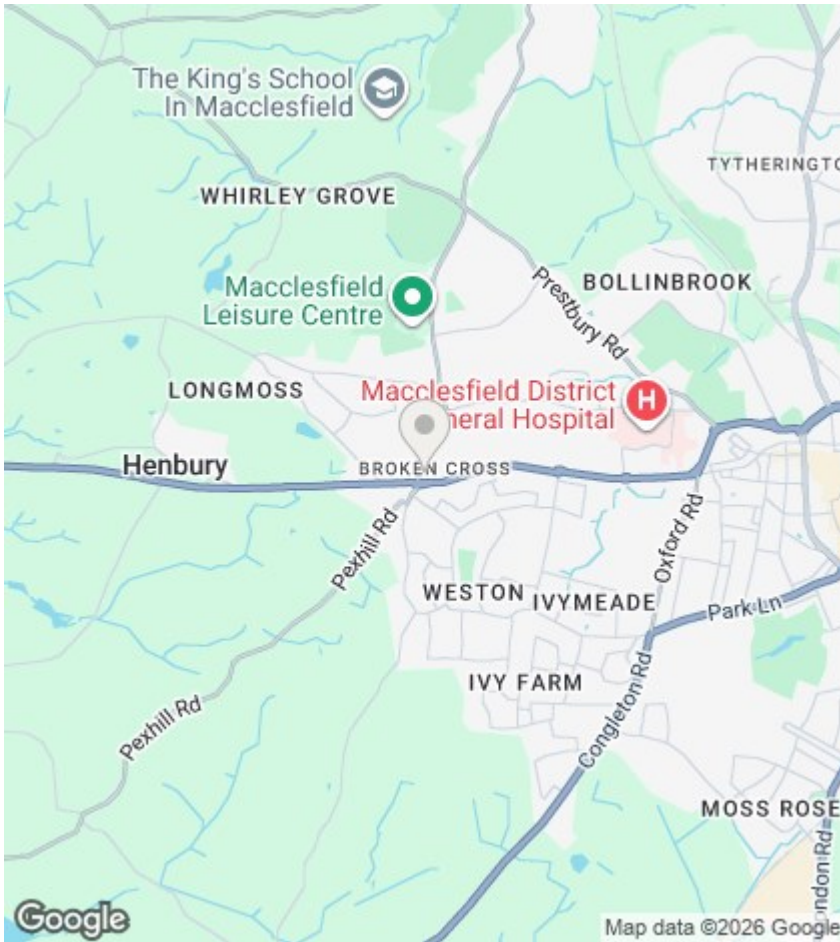 The King's School
In Macclesfield
TYTHERINGTO
WHIRLEY GROVE
Macclesfield
Leisure Centre
BOLLINBROOK
Prestbury Rd
LONGMOSS
Macclesfield District
neral Hospital
H
Henbury
BROKEN CROSS
Pexhill Rd
Oxford Rd
WESTON
IVYMEADE
Park Ln
IVY FARM
Pexhill Rd
Congleton Rd
MOSS ROSE
ondon Rd
Google
Map data ©2026 Google